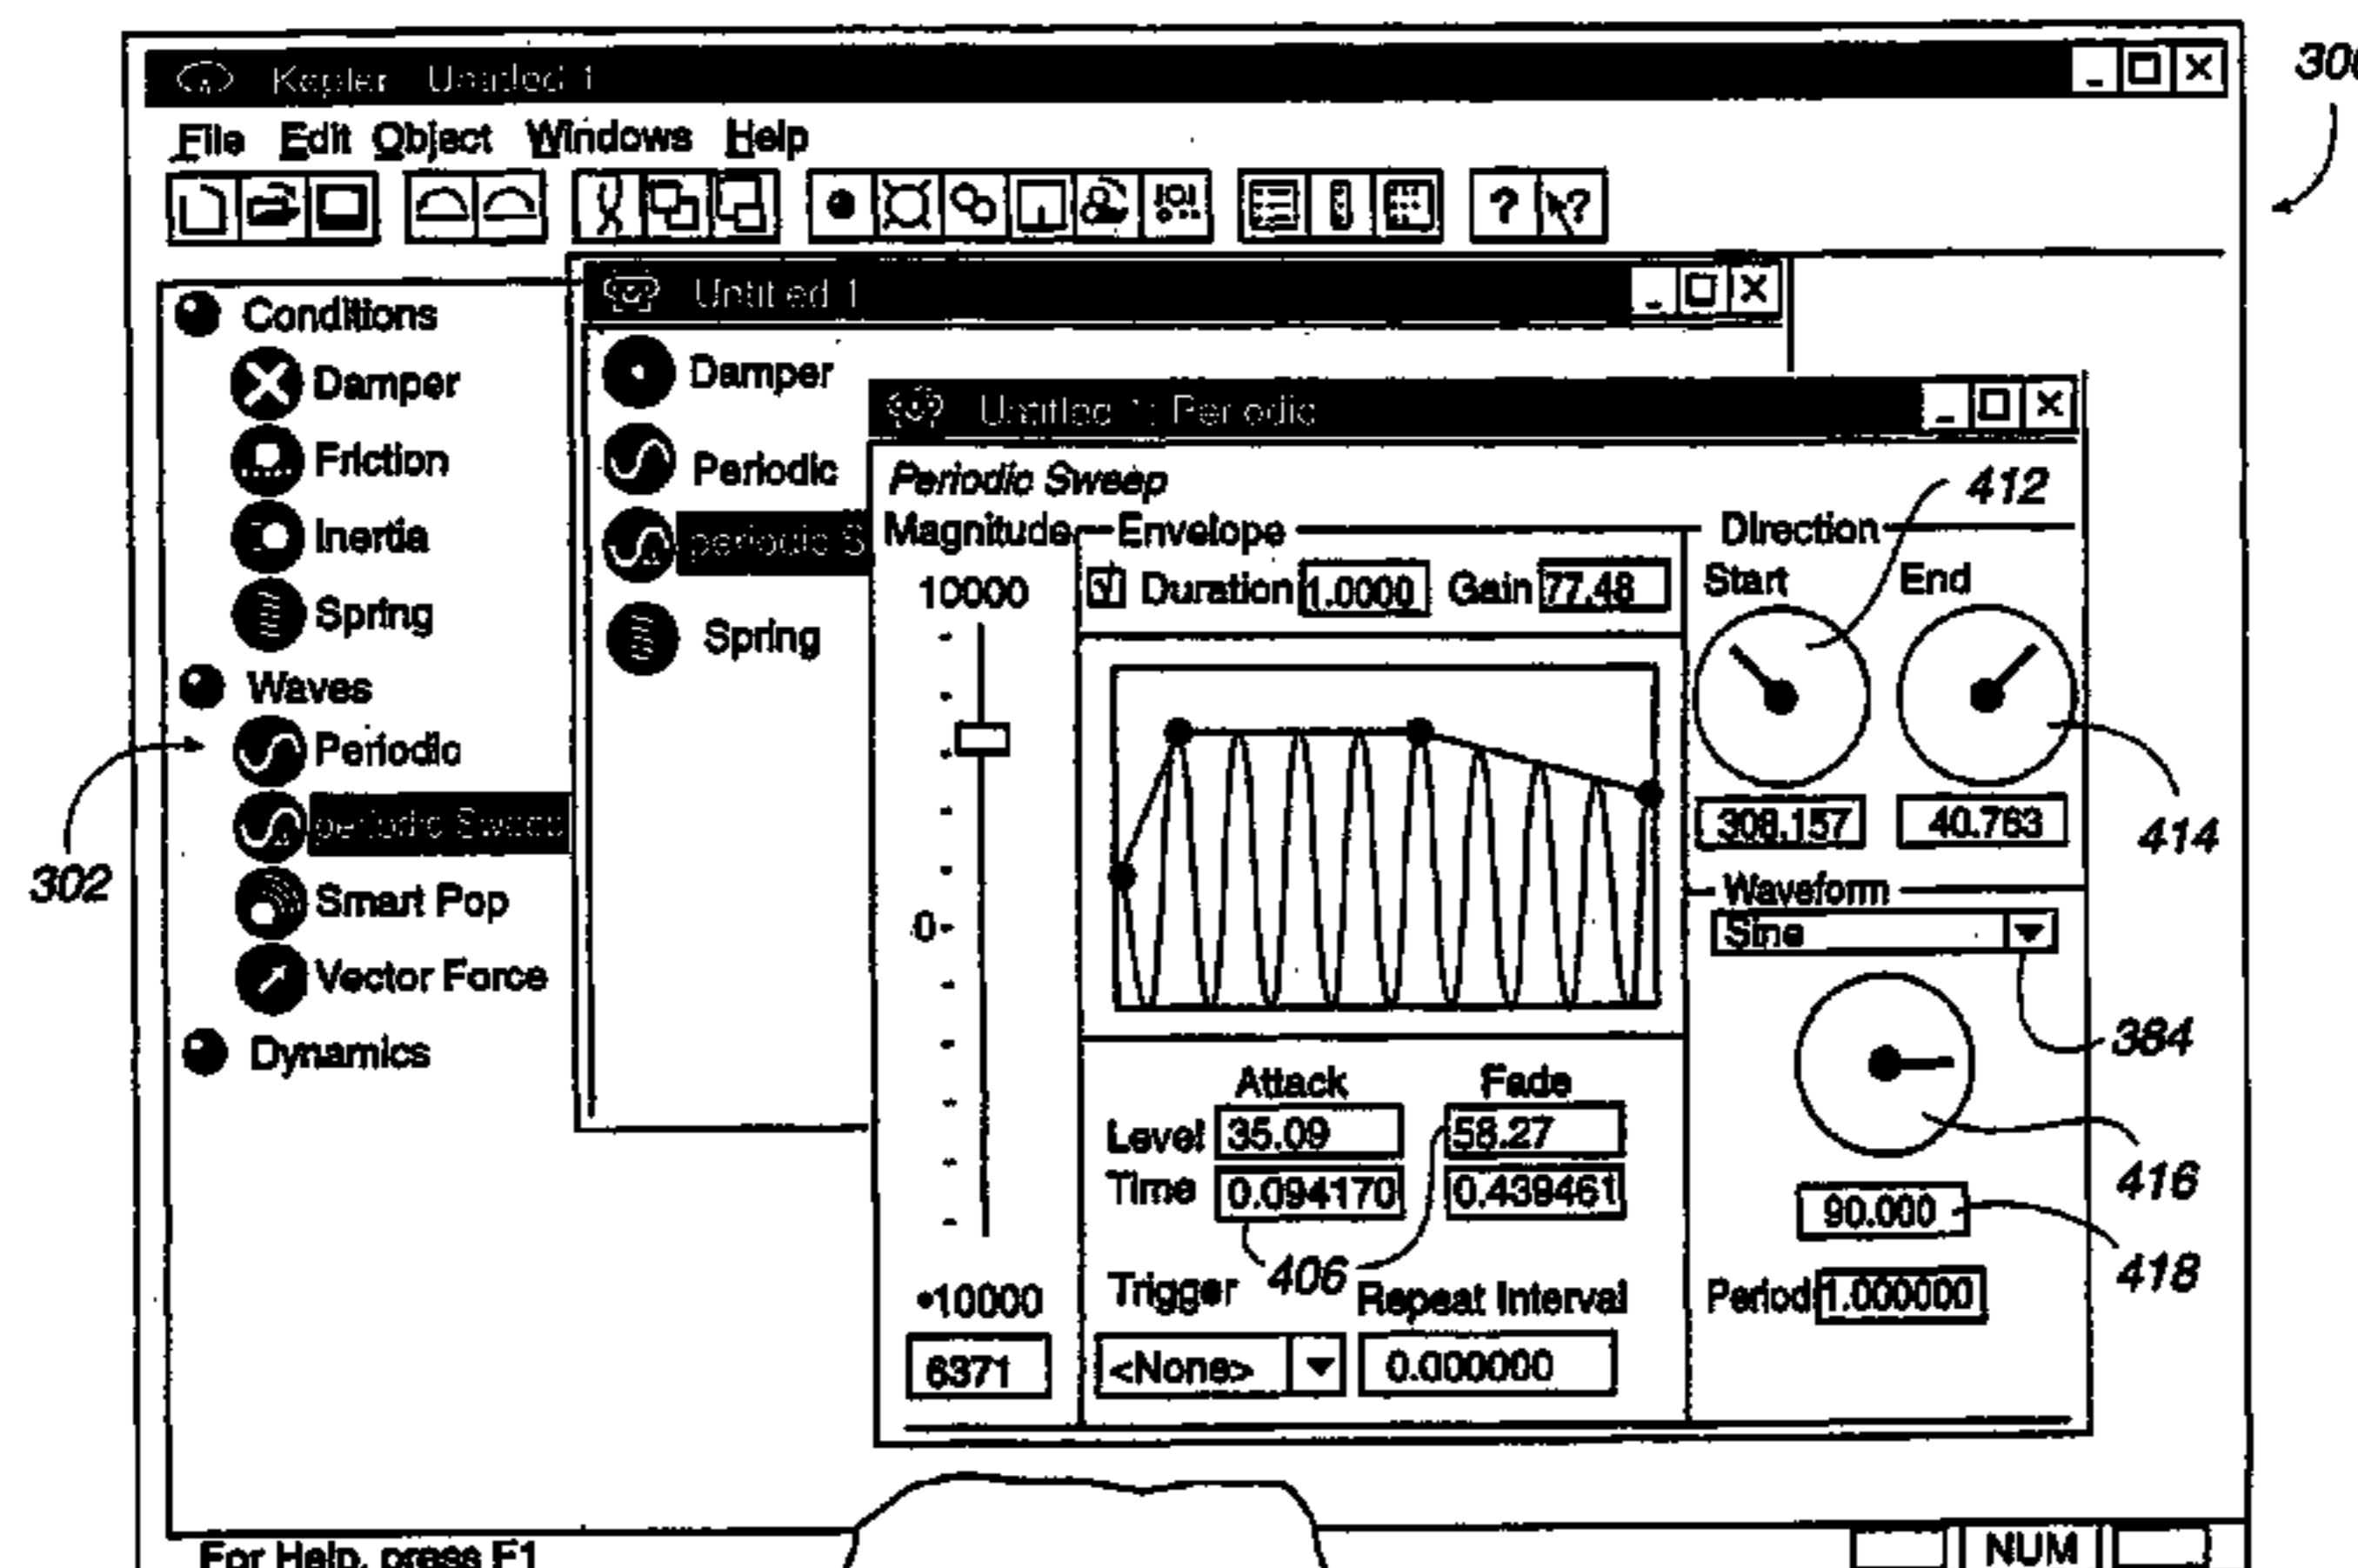 Kapler Untitled 1
300
File Edit Object Windows Help
Conditions
Damper
Friction
Inertia
Spring
Waves
Periodic
periodic Sweep
Smart Pop
Vector Force
Dynamics
302
Untitled 1
Damper
Periodic
periodic S
Spring
Untitled 1: Periodic
Periodic Sweep
Magnitude
10000
0
•10000
6371
Envelope
Duration 1.0000 Gain 77.48
Attack Fade
Level 35.09 58.27
Time 0.094170 0.439461
406
Trigger Repeat Interval
<None> 0.000000
Direction
412
Start End
308.157 40.763
414
Waveform
Sine
384
416
90.000
418
Period 1.000000
For Help, press F1
NUM